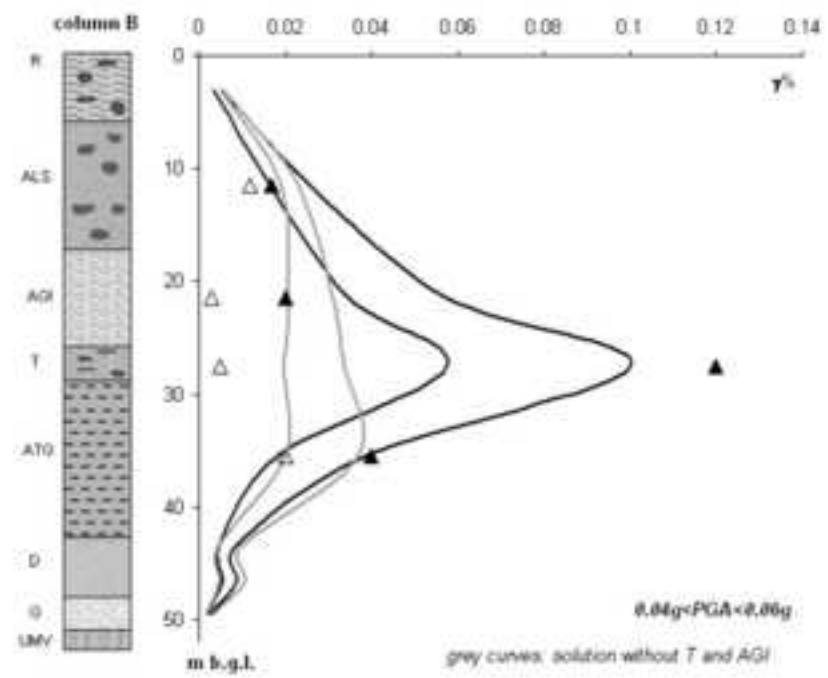 column B
0 0.02 0.04 0.06 0.08 0.1 0.12 0.14
0
γ%
R
10
ALS
20
AGI
T
30
ATG
40
D
G
50
UMV
0.04g<PGA<0.06g
m b.g.l.
grey curves: solution without T and AGI